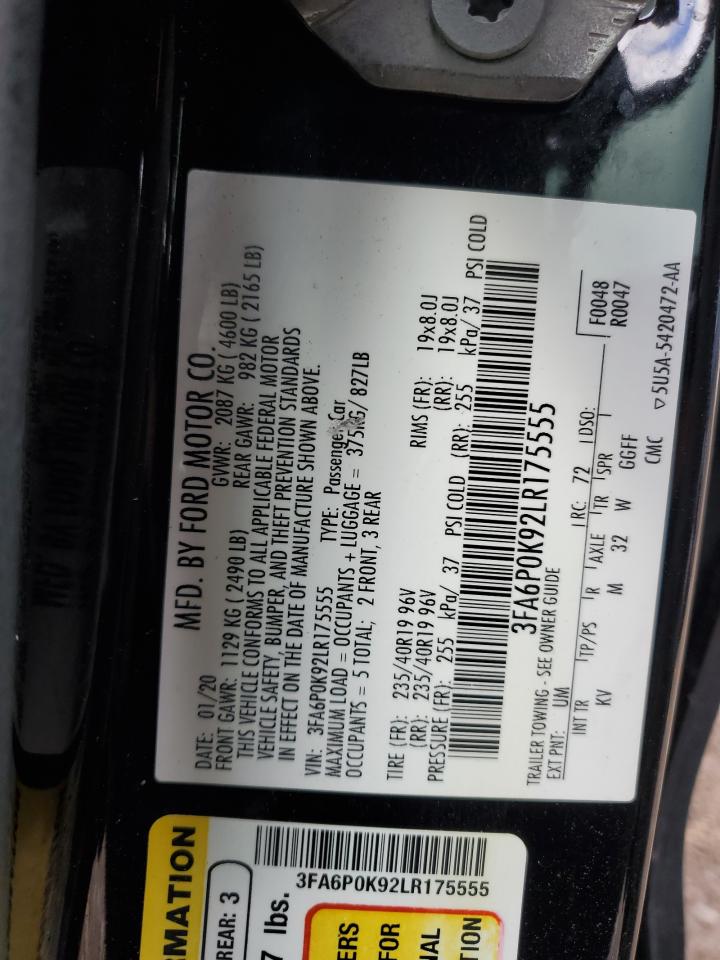 MFD. BY FORD MOTOR CO.
DATE: 01/20 GVWR: 2087 KG ( 4600 LB)
FRONT GAWR: 1129 KG ( 2490 LB) REAR GAWR: 982 KG ( 2165 LB)
THIS VEHICLE CONFORMS TO ALL APPLICABLE FEDERAL MOTOR
VEHICLE SAFETY, BUMPER, AND THEFT PREVENTION STANDARDS
IN EFFECT ON THE DATE OF MANUFACTURE SHOWN ABOVE.
VIN: 3FA6P0K92LR175555 TYPE: Passenger Car
MAXIMUM LOAD = OCCUPANTS + LUGGAGE = 375KG/ 827LB
OCCUPANTS = 5 TOTAL; 2 FRONT, 3 REAR
TIRE (FR): 235/40R19 96V RIMS (FR): 19x8.0J
(RR): 235/40R19 96V (RR): 19x8.0J
PRESSURE (FR): 255 kPa/ 37 PSI COLD (RR): 255 kPa/ 37 PSI COLD
3FA6P0K92LR175555
TRAILER TOWING - SEE OWNER GUIDE
EXT PNT: UM RC: 72 DSO:
INT TR TP/PS R AXLE TR SPR
KV M 32 W GGFF
F0048
R0047
CMC ▽ 5U5A-5420472-AA
RMATION
REAR: 3
7 lbs.
3FA6P0K92LR175555
ERS
FOR
NAL
TION